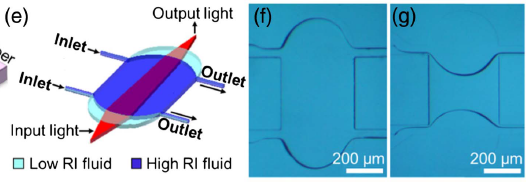 (e)
Output light
Inlet
Inlet
Outlet
Outlet
Input light
Low RI fluid
High RI fluid
(f)
200 µm
(g)
200 µm